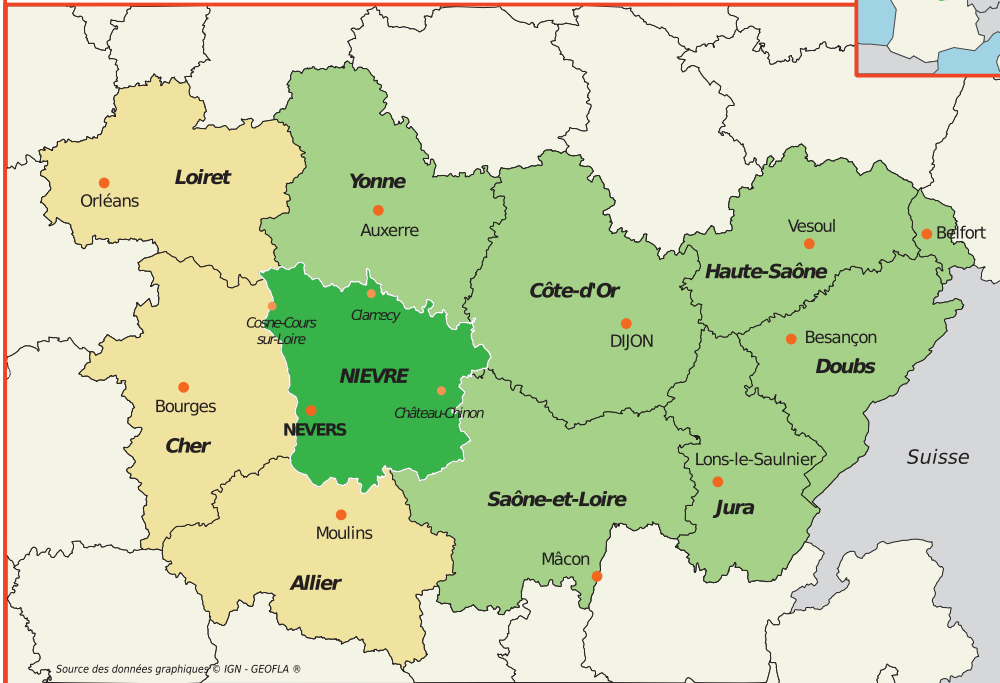 Loiret
Orléans
Yonne
Auxerre
Vesoul
Belfort
Haute-Saône
Côte-d'Or
DIJON
Besançon
Doubs
Cosne-Cours
sur-Loire
Clamecy
NIEVRE
Château-Chinon
NEVERS
Bourges
Cher
Suisse
Lons-le-Saulnier
Jura
Saône-et-Loire
Moulins
Mâcon
Allier
Source des données graphiques © IGN - GEOFLA ®